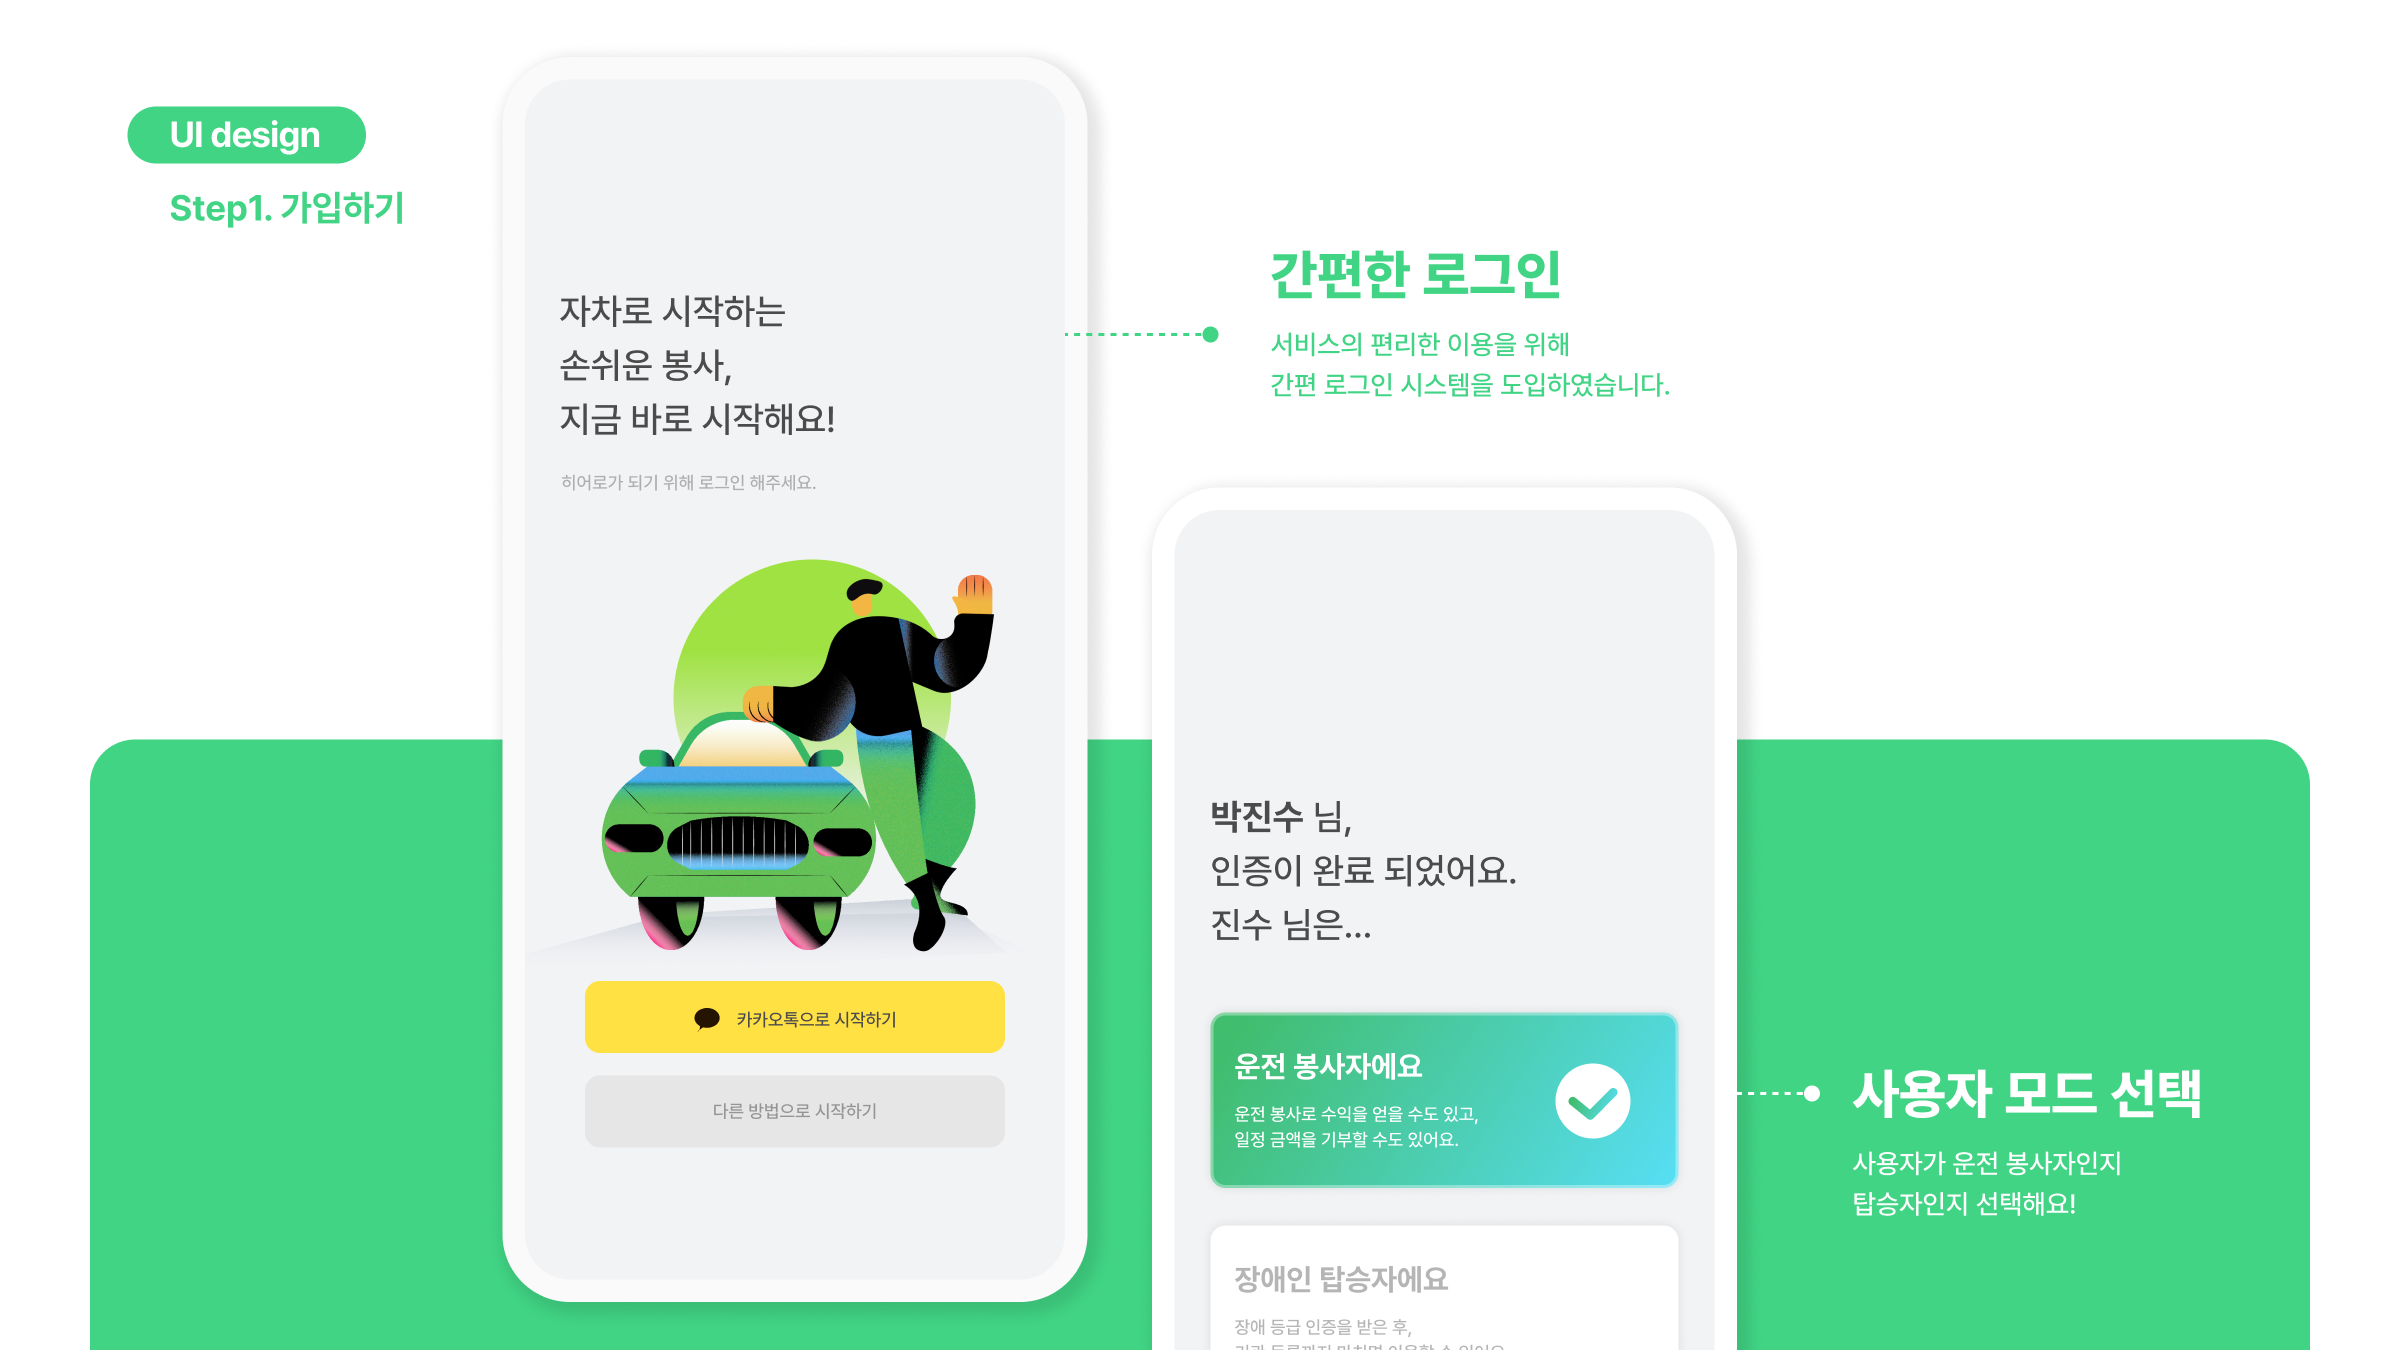 UI design
Step1. 가입하기
자차로 시작하는
손쉬운 봉사,
지금 바로 시작해요!
히어로가 되기 위해 로그인 해주세요.
카카오톡으로 시작하기
다른 방법으로 시작하기
간편한 로그인
서비스의 편리한 이용을 위해
간편 로그인 시스템을 도입하였습니다.
박진수 님,
인증이 완료 되었어요.
진수 님은...
운전 봉사자에요
운전 봉사로 수익을 얻을 수도 있고,
일정 금액을 기부할 수도 있어요.
장애인 탑승자에요
장애 등급 인증을 받은 후,
사용자 모드 선택
사용자가 운전 봉사자인지
탑승자인지 선택해요!